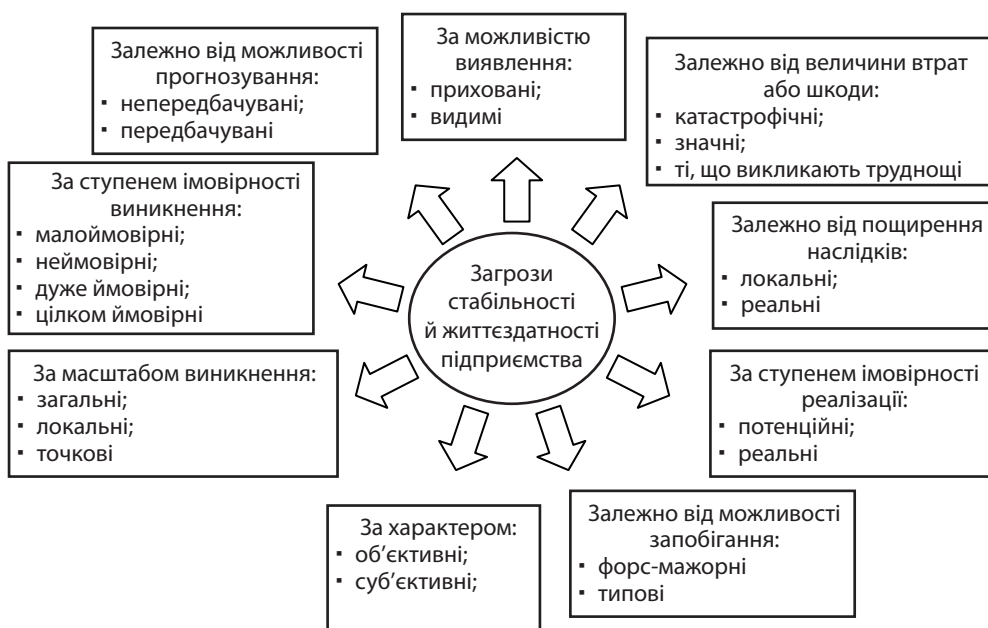 Залежно від можливості
прогнозування:
▪ непередбачувані;
▪ передбачувані
За можливістю
виявлення:
▪ приховані;
▪ видимі
Залежно від величини втрат
або шкоди:
▪ катастрофічні;
▪ значні;
▪ ті, що викликають труднощі
За ступенем імовірності
виникнення:
▪ малоймовірні;
▪ неймовірні;
▪ дуже ймовірні;
▪ цілком ймовірні
Загрози
стабільності
й життєздатності
підприємства
Залежно від пощирення
наслідків:
▪ локальні;
▪ реальні
За масштабом виникнення:
▪ загальні;
▪ локальні;
▪ точкові
За ступенем імовірності
реалізації:
▪ потенційні;
▪ реальні
За характером:
▪ об’єктивні;
▪ суб’єктивні;
Залежно від можливості
запобігання:
▪ форс-мажорні
▪ типові